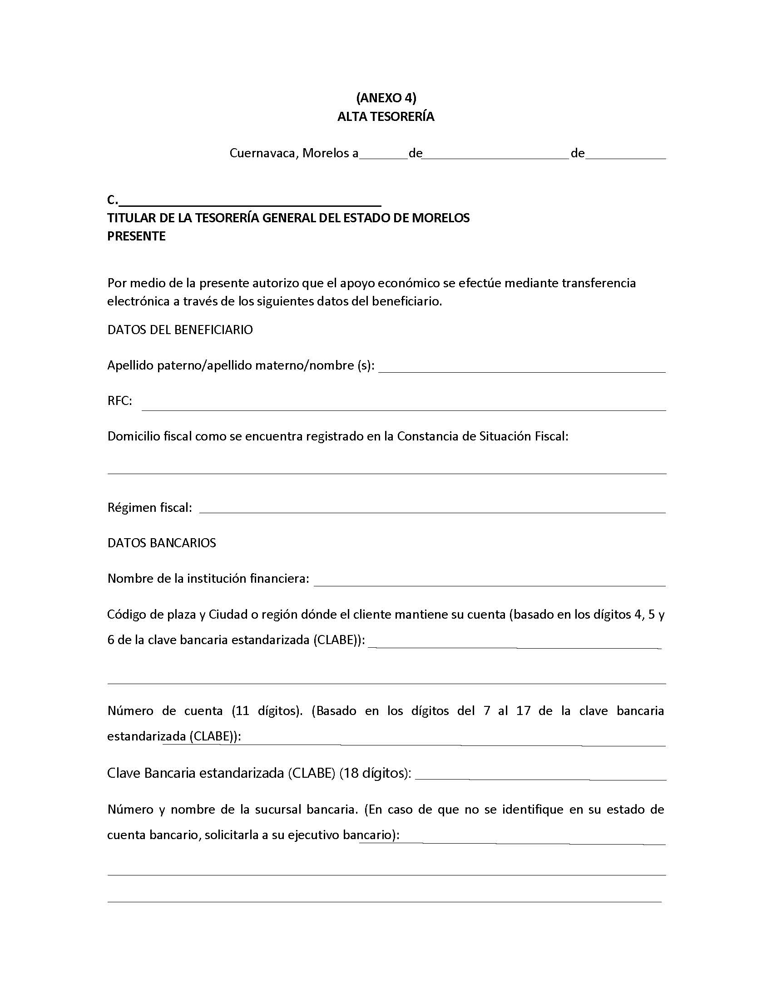 (ANEXO 4)
ALTA TESORERÍA
Cuernavaca, Morelos a_______de______________________de____________
C.____________________________________
TITULAR DE LA TESORERÍA GENERAL DEL ESTADO DE MORELOS
PRESENTE
Por medio de la presente autorizo que el apoyo económico se efectúe mediante transferencia
electrónica a través de los siguientes datos del beneficiario.
DATOS DEL BENEFICIARIO
Apellido paterno/apellido materno/nombre (s):
RFC:
Domicilio fiscal como se encuentra registrado en la Constancia de Situación Fiscal:
Régimen fiscal:
DATOS BANCARIOS
Nombre de la institución financiera:
Código de plaza y Ciudad o región dónde el cliente mantiene su cuenta (basado en los dígitos 4, 5 y
6 de la clave bancaria estandarizada (CLABE)):
Número de cuenta (11 dígitos). (Basado en los dígitos del 7 al 17 de la clave bancaria
estandarizada (CLABE)):
Clave Bancaria estandarizada (CLABE) (18 dígitos):
Número y nombre de la sucursal bancaria. (En caso de que no se identifique en su estado de
cuenta bancario, solicitarla a su ejecutivo bancario):